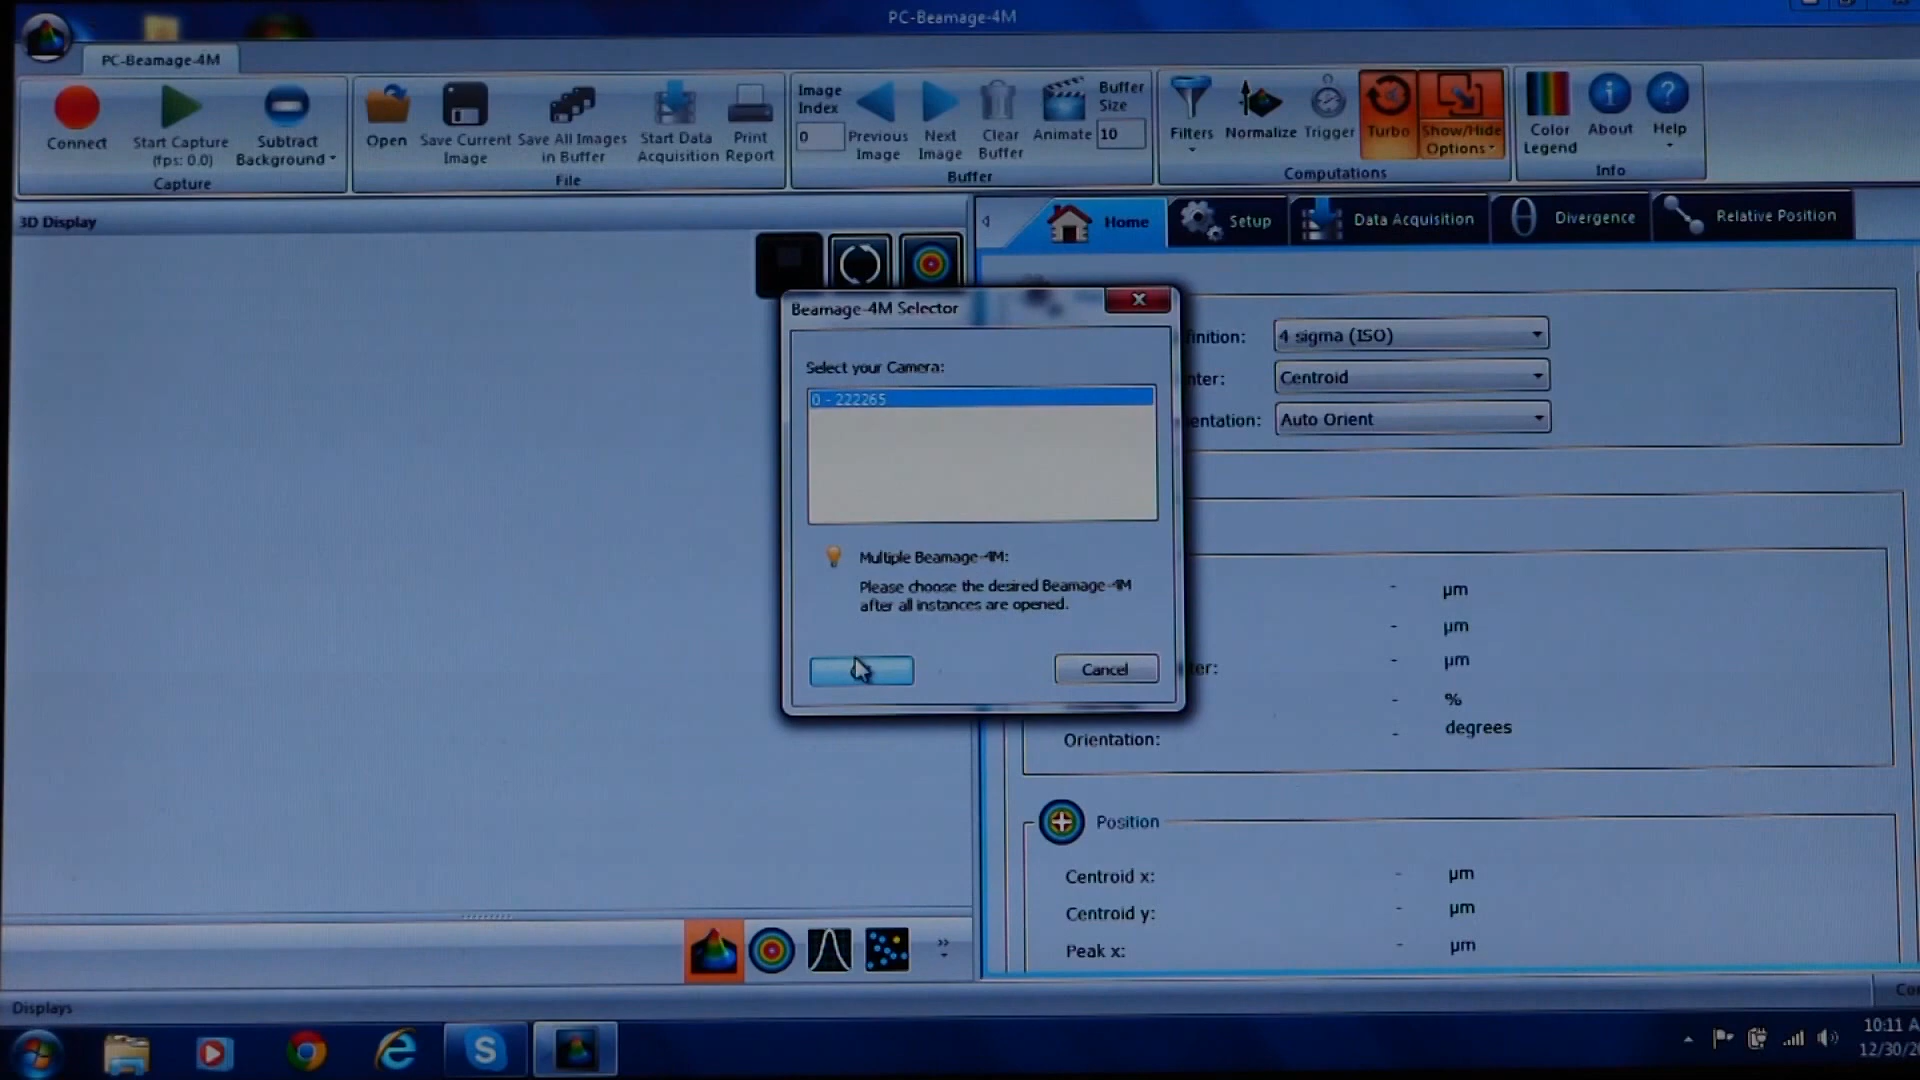 PC-Beamage-4M
PC-Beamage-4M
Connect
Start Capture
(fps: 0.0)
Subtract
Background
Capture
Open
Save Current
Image
Save All Images
in Buffer
Start Data
Acquisition
Print
Report
File
Image
Index
0
Previous
Image
Next
Image
Clear
Buffer
Animate
Buffer
Size
10
Buffer
Filters
Normalize
Trigger
Turbo
Show/Hide
Options
Computations
Color
Legend
About
Help
Info
3D Display
Home
Setup
Data Acquisition
Divergence
Relative Position
Beamage-4M Selector
Select your Camera:
0 - 222265
Multiple Beamage-4M:
Please choose the desired Beamage-4M
after all instances are opened.
Cancel
inition:
4 sigma (ISO)
nter:
Centroid
entation:
Auto Orient
- µm
- µm
ter: - µm
- %
Orientation: - degrees
Position
Centroid x: - µm
Centroid y: - µm
Peak x: - µm
Displays
Co
10:11 A
12/30/2